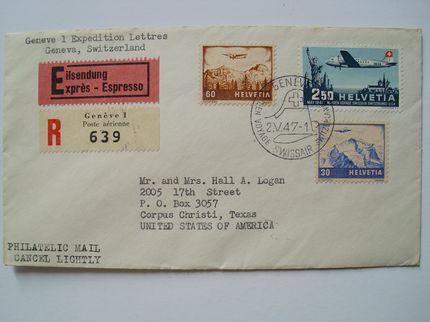 Geneve 1 Expedition Lettres
Geneva, Switzerland
Eilsendung
Exprès - Espresso
Genève 1
Poste aérienne
R
639
60 HELVETIA
2.50
HELVETIA
GENÈVE
2.V.47-1
SWISSAIR
30 HELVETIA
Mr. and Mrs. Hall A. Logan
2005 17th Street
P. O. Box 3057
Corpus Christi, Texas
UNITED STATES OF AMERICA
PHILATELIC MAIL
CANCEL LIGHTLY